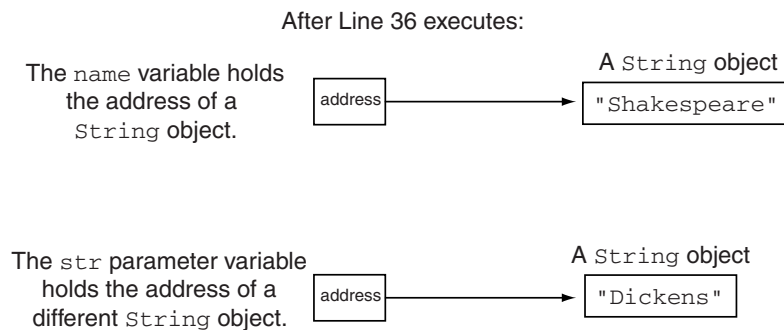 After Line 36 executes:
The name variable holds
the address of a
String object.
address
A String object
"Shakespeare"
The str parameter variable
holds the address of a
different String object.
address
A String object
"Dickens"